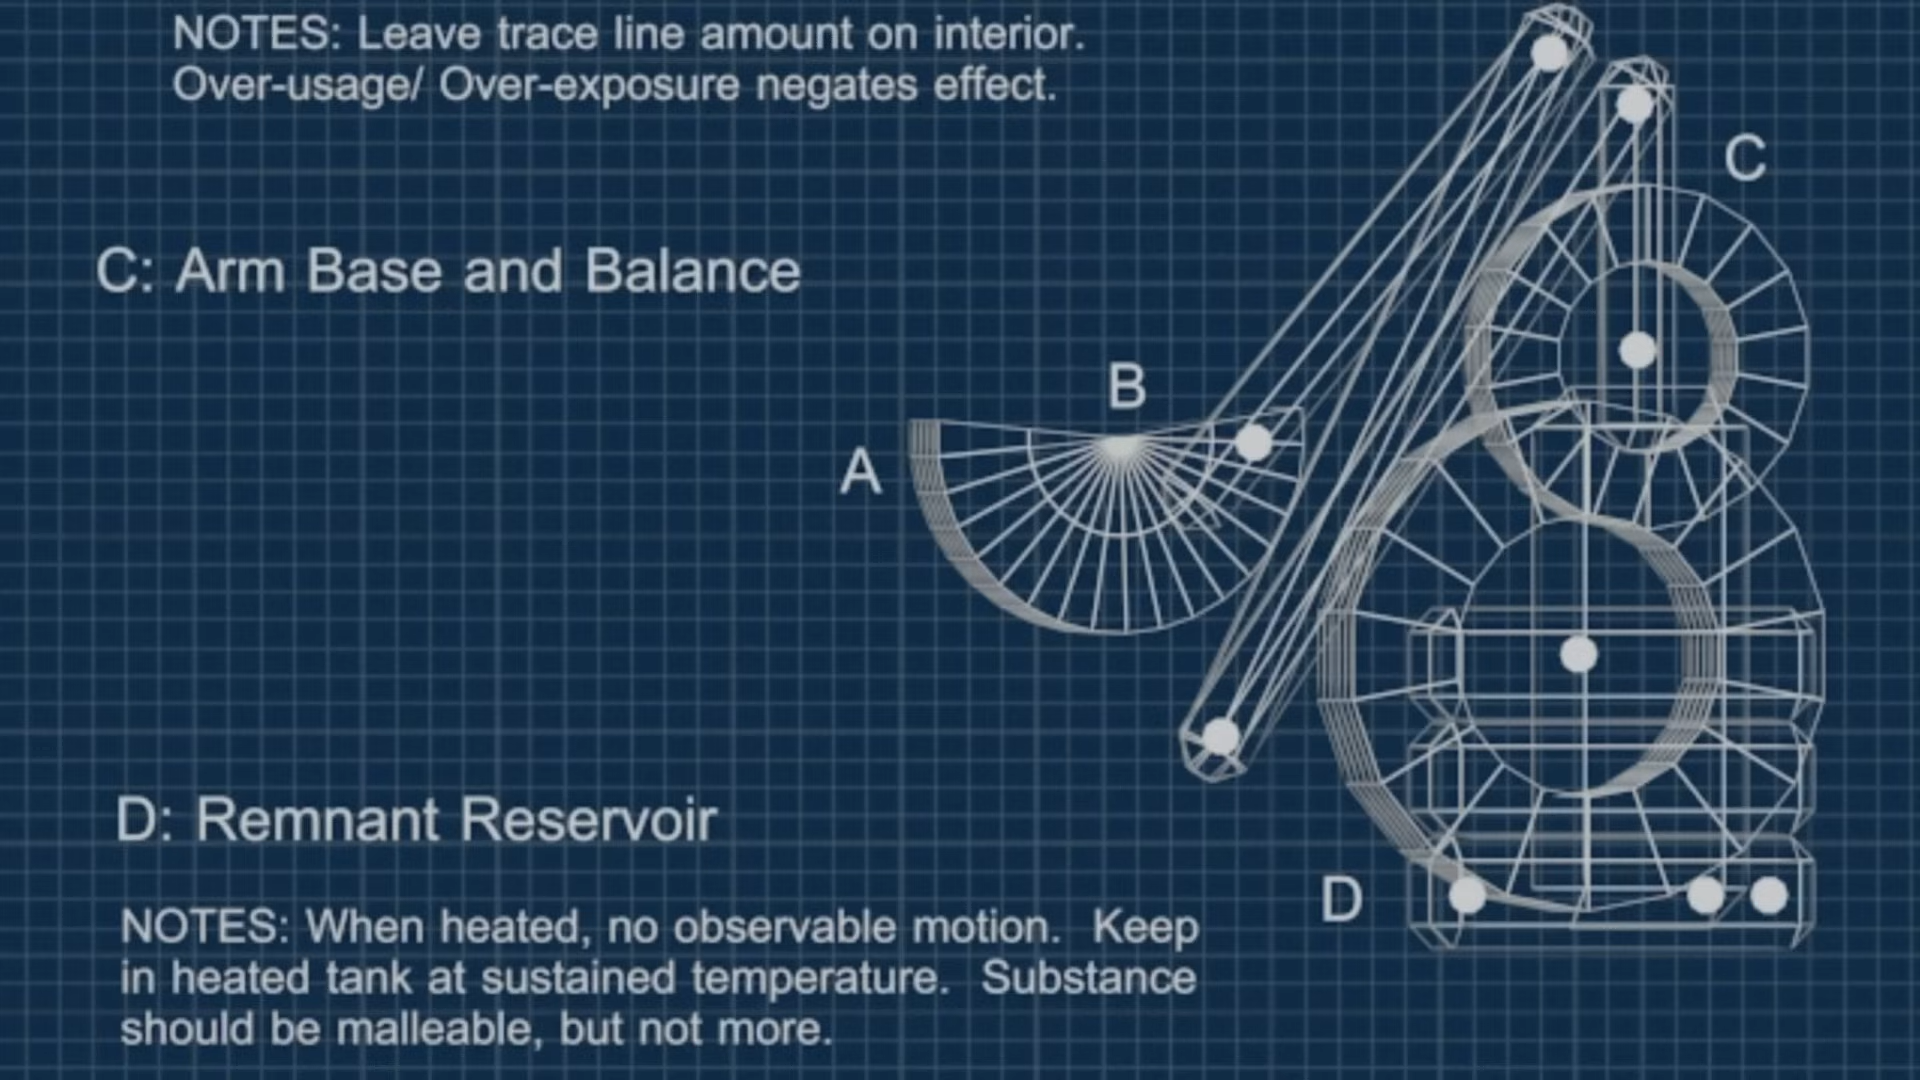 NOTES: Leave trace line amount on interior.
Over-usage/ Over-exposure negates effect.
C
C: Arm Base and Balance
B
A
D: Remnant Reservoir
D
NOTES: When heated, no observable motion.  Keep
in heated tank at sustained temperature.  Substance
should be malleable, but not more.